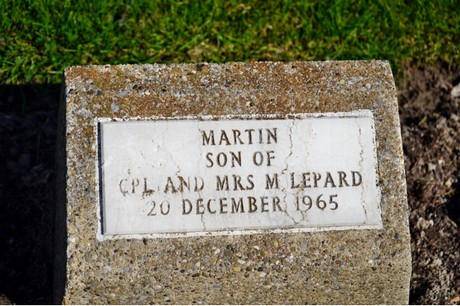 MARTIN
SON OF
CPL AND MRS M LEPARD
20 DECEMBER 1965